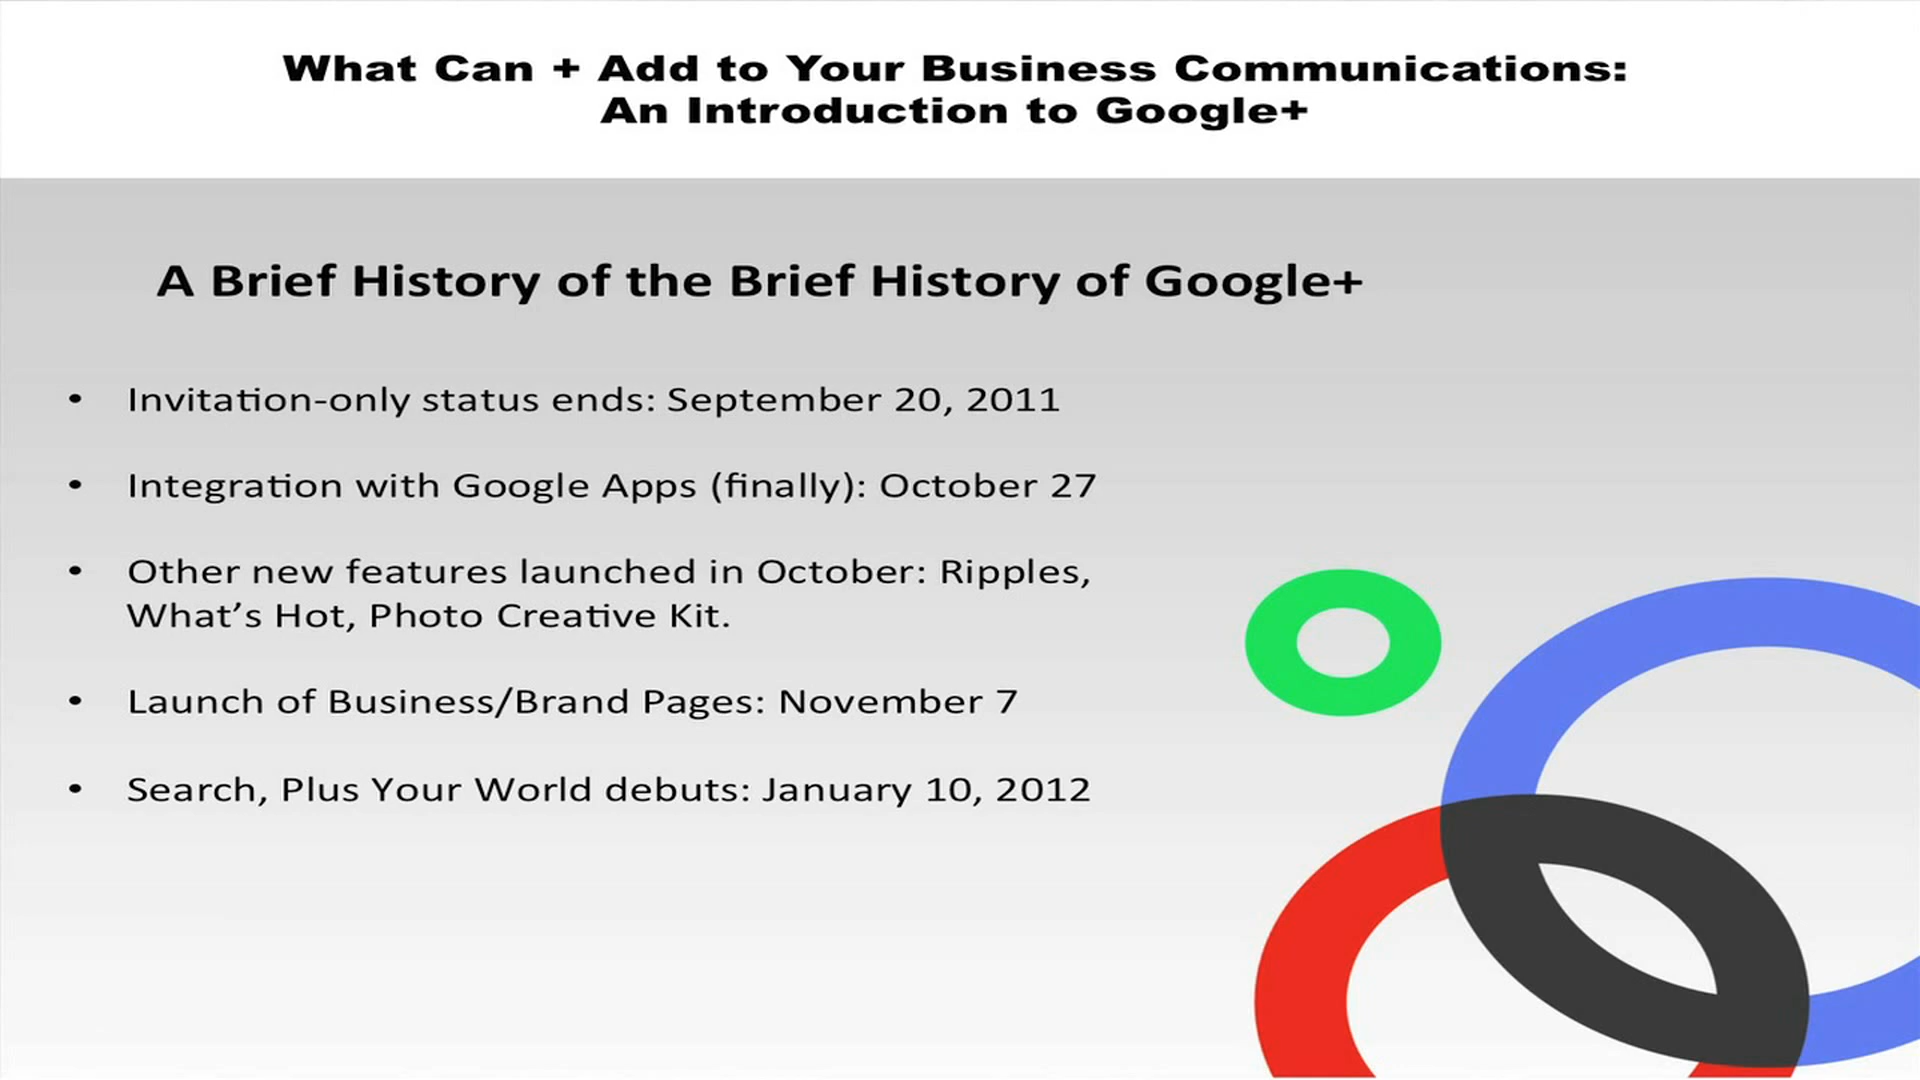 What Can + Add to Your Business Communications:
An Introduction to Google+
A Brief History of the Brief History of Google+
• Invitation-only status ends: September 20, 2011
• Integration with Google Apps (finally): October 27
• Other new features launched in October: Ripples,
What’s Hot, Photo Creative Kit.
• Launch of Business/Brand Pages: November 7
• Search, Plus Your World debuts: January 10, 2012